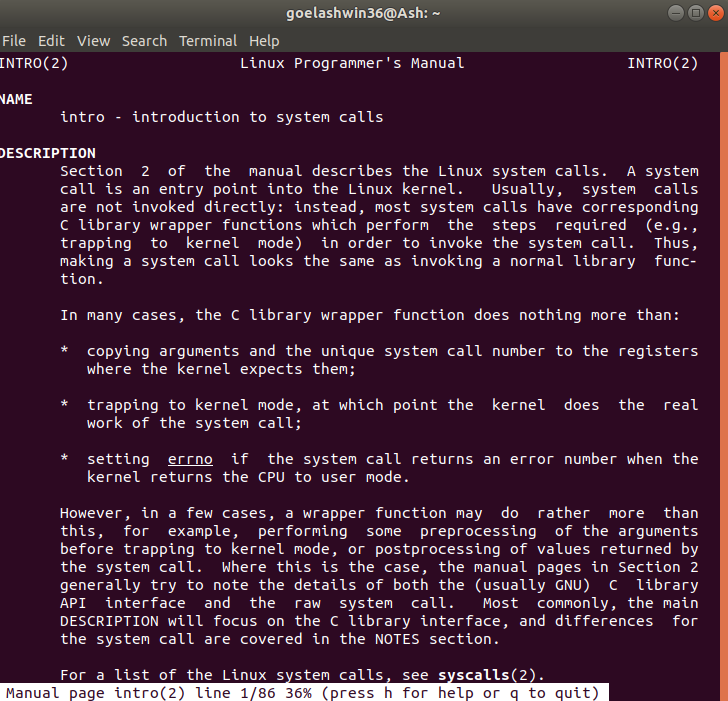 goelashwin36@Ash: ~
File Edit View Search Terminal Help
INTRO(2) Linux Programmer's Manual INTRO(2)
NAME
intro - introduction to system calls
DESCRIPTION
Section 2 of the manual describes the Linux system calls. A system
call is an entry point into the Linux kernel. Usually, system calls
are not invoked directly: instead, most system calls have corresponding
C library wrapper functions which perform the steps required (e.g.,
trapping to kernel mode) in order to invoke the system call. Thus,
making a system call looks the same as invoking a normal library func‐
tion.
In many cases, the C library wrapper function does nothing more than:
* copying arguments and the unique system call number to the registers
where the kernel expects them;
* trapping to kernel mode, at which point the kernel does the real
work of the system call;
* setting errno if the system call returns an error number when the
kernel returns the CPU to user mode.
However, in a few cases, a wrapper function may do rather more than
this, for example, performing some preprocessing of the arguments
before trapping to kernel mode, or postprocessing of values returned by
the system call. Where this is the case, the manual pages in Section 2
generally try to note the details of both the (usually GNU) C library
API interface and the raw system call. Most commonly, the main
DESCRIPTION will focus on the C library interface, and differences for
the system call are covered in the NOTES section.
For a list of the Linux system calls, see syscalls(2).
Manual page intro(2) line 1/86 36% (press h for help or q to quit)